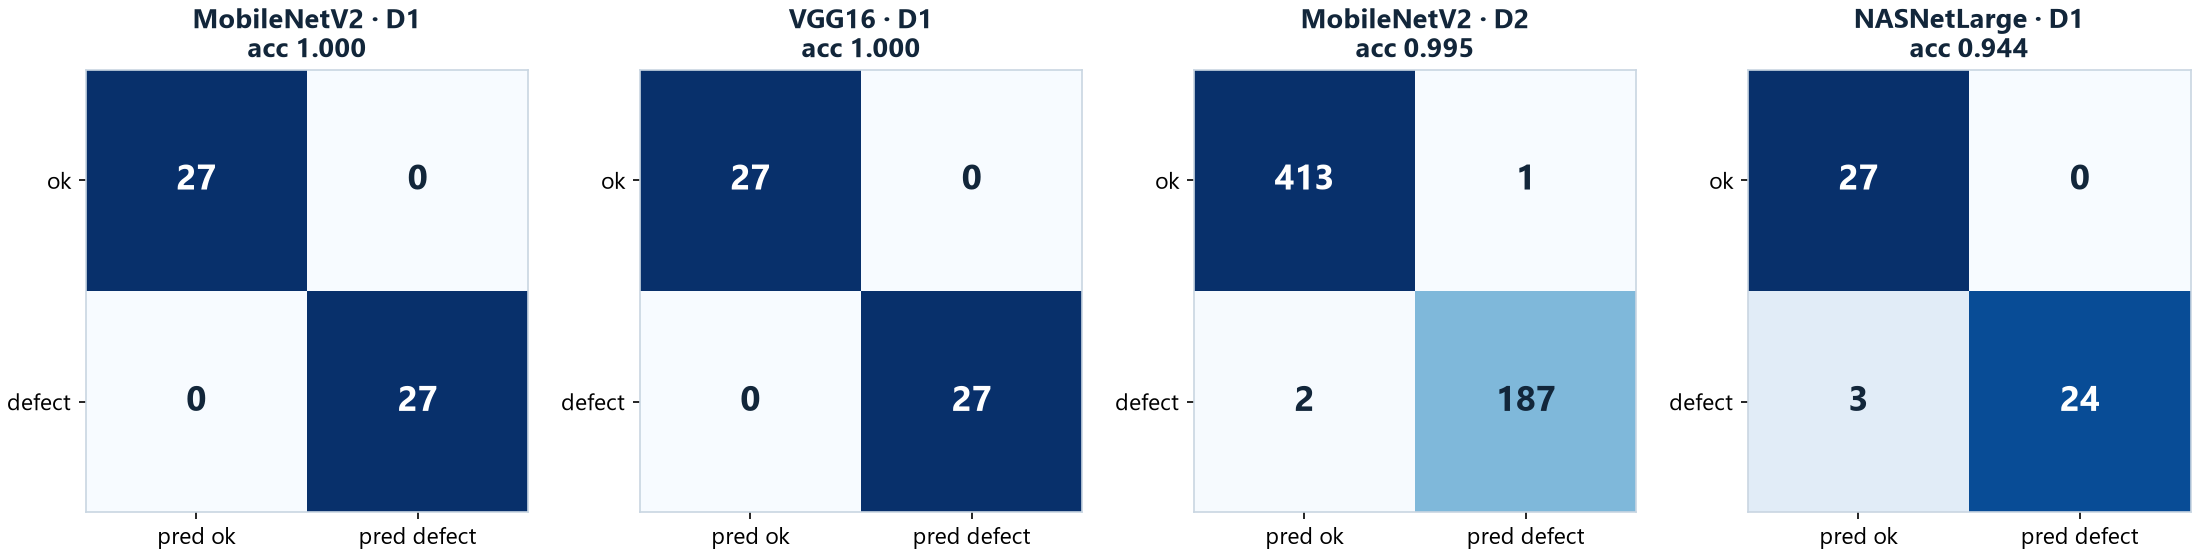 MobileNetV2 · D1
acc 1.000
ok
27
0
defect
0
27
pred ok
pred defect
VGG16 · D1
acc 1.000
ok
27
0
defect
0
27
pred ok
pred defect
MobileNetV2 · D2
acc 0.995
ok
413
1
defect
2
187
pred ok
pred defect
NASNetLarge · D1
acc 0.944
ok
27
0
defect
3
24
pred ok
pred defect